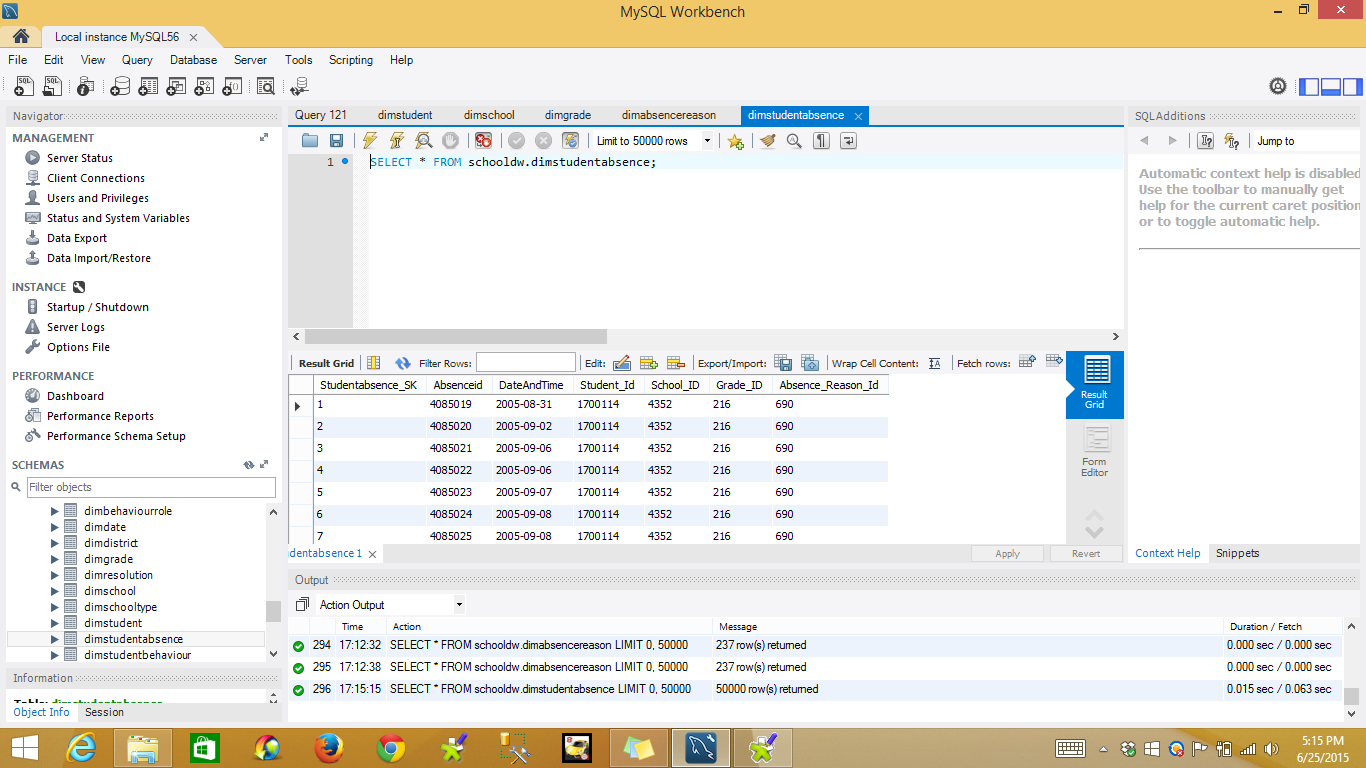 MySQL Workbench
Local instance MySQL56
File Edit View Query Database Server Tools Scripting Help
Navigator
MANAGEMENT
Server Status
Client Connections
Users and Privileges
Status and System Variables
Data Export
Data Import/Restore
INSTANCE
Startup / Shutdown
Server Logs
Options File
PERFORMANCE
Dashboard
Performance Reports
Performance Schema Setup
SCHEMAS
Filter objects
dimbehaviourrole
dimdate
dimdistrict
dimgrade
dimresolution
dimschool
dimschooltype
dimstudent
dimstudentabsence
dimstudentbehaviour
Information
Object Info Session
Query 121 dimstudent dimschool dimgrade dimabsencereason dimstudentabsence
Limit to 50000 rows
1 SELECT * FROM schooldw.dimstudentabsence;
Result Grid Filter Rows: Edit: Export/Import: Wrap Cell Content: Fetch rows:
Studentabsence_SK Absenceid DateAndTime Student_Id School_ID Grade_ID Absence_Reason_Id
1 4085019 2005-08-31 1700114 4352 216 690
2 4085020 2005-09-02 1700114 4352 216 690
3 4085021 2005-09-06 1700114 4352 216 690
4 4085022 2005-09-06 1700114 4352 216 690
5 4085023 2005-09-07 1700114 4352 216 690
6 4085024 2005-09-08 1700114 4352 216 690
7 4085025 2005-09-08 1700114 4352 216 690
Result
Grid
Form
Editor
dentabsence 1
Apply Revert
SQLAdditions
Jump to
Automatic context help is disabled
Use the toolbar to manually get
help for the current caret position
or to toggle automatic help.
Context Help Snippets
Output
Action Output
Time Action Message Duration / Fetch
294 17:12:32 SELECT * FROM schooldw.dimabsencereason LIMIT 0, 50000 237 row(s) returned 0.000 sec / 0.000 sec
295 17:12:38 SELECT * FROM schooldw.dimabsencereason LIMIT 0, 50000 237 row(s) returned 0.000 sec / 0.000 sec
296 17:15:15 SELECT * FROM schooldw.dimstudentabsence LIMIT 0, 50000 50000 row(s) returned 0.015 sec / 0.063 sec
5:15 PM
6/25/2015